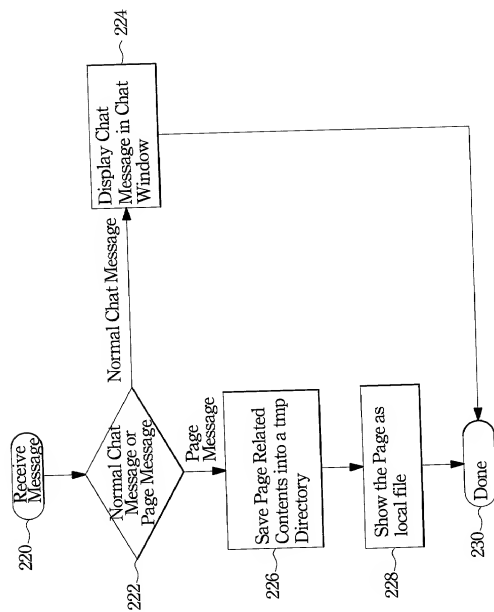 220
Receive
Message
222
Normal Chat
Message or
Page Message
Normal Chat Message
Display Chat
Message in Chat
Window
224
Page
Message
226
Save Page Related
Contents into a tmp
Directory
228
Show the Page as
local file
230
Done